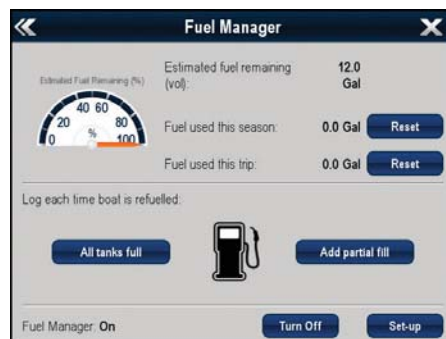 Fuel Manager
Estimated Fuel Remaining (%)
0 20 40 60 80 100
%
Estimated fuel remaining (vol):
12.0 Gal
Fuel used this season:
0.0 Gal
Reset
Fuel used this trip:
0.0 Gal
Reset
Log each time boat is refuelled:
All tanks full
Add partial fill
Fuel Manager: On
Turn Off
Set-up